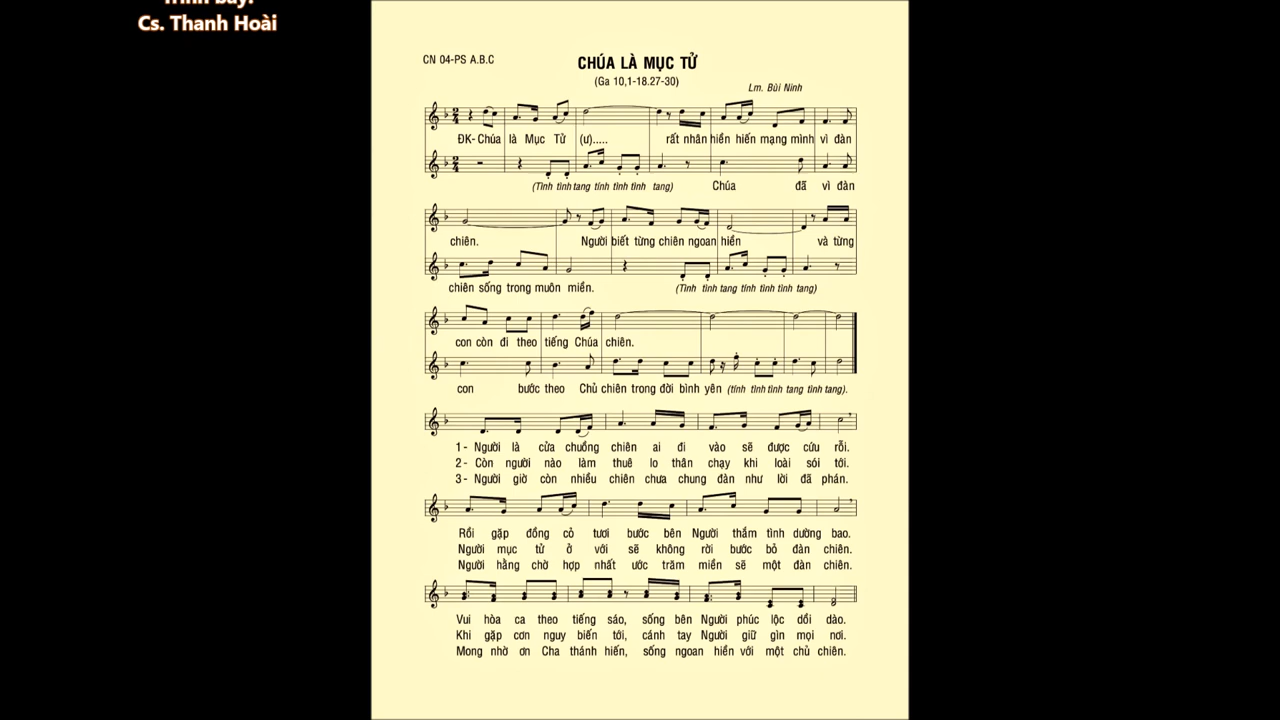 Trình bày:
Cs. Thanh Hoài
CN 04-PS A.B.C
CHÚA LÀ MỤC TỬ
(Ga 10,1-18.27-30)
Lm. Bùi Ninh
ĐK- Chúa là Mục Tử (ư)..... rất nhân hiền hiến mạng mình vì đàn
(Tình tình tang tính tình tình tang) Chúa đã vì đàn
chiên. Người biết từng chiên ngoan hiền và từng
chiên sống trong muôn miền. (Tình tình tang tính tình tình tang)
con còn đi theo tiếng Chúa chiên.
con bước theo Chủ chiên trong đời bình yên (tính tình tình tang tình tang).
1- Người là cửa chuồng chiên ai đi vào sẽ được cứu rỗi.
2- Còn người nào làm thuê lo thân chạy khi loài sói tới.
3- Người giờ còn nhiều chiên chưa chung đàn như lời đã phán.
Rồi gặp đồng cỏ tươi bước bên Người thắm tình dường bao.
Người mục tử ở với sẽ không rời bước bỏ đàn chiên.
Người hằng chờ hợp nhất ước trăm miền sẽ một đàn chiên.
Vui hòa ca theo tiếng sáo, sống bên Người phúc lộc dồi dào.
Khi gặp cơn nguy biến tới, cánh tay Người giữ gìn mọi nơi.
Mong nhờ ơn Cha thánh hiến, sống ngoan hiền với một chủ chiên.